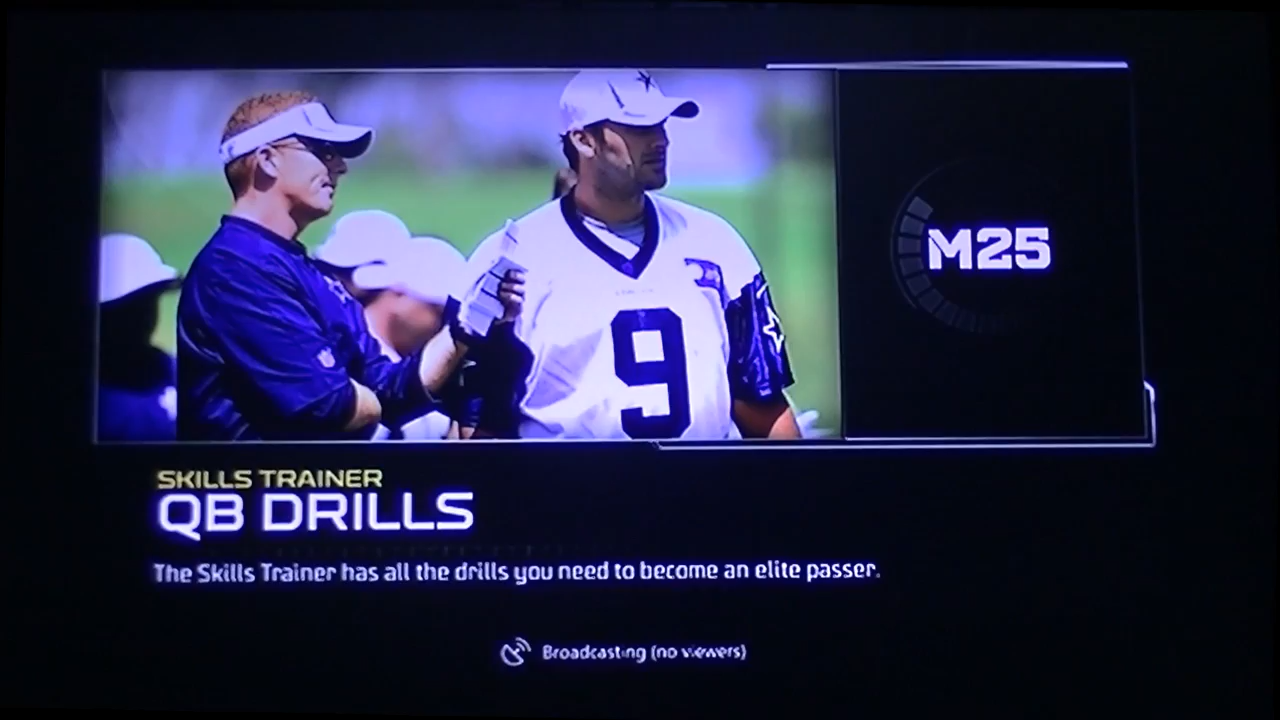 M25
9
SKILLS TRAINER
QB DRILLS
The Skills Trainer has all the drills you need to become an elite passer.
Broadcasting (no viewers)